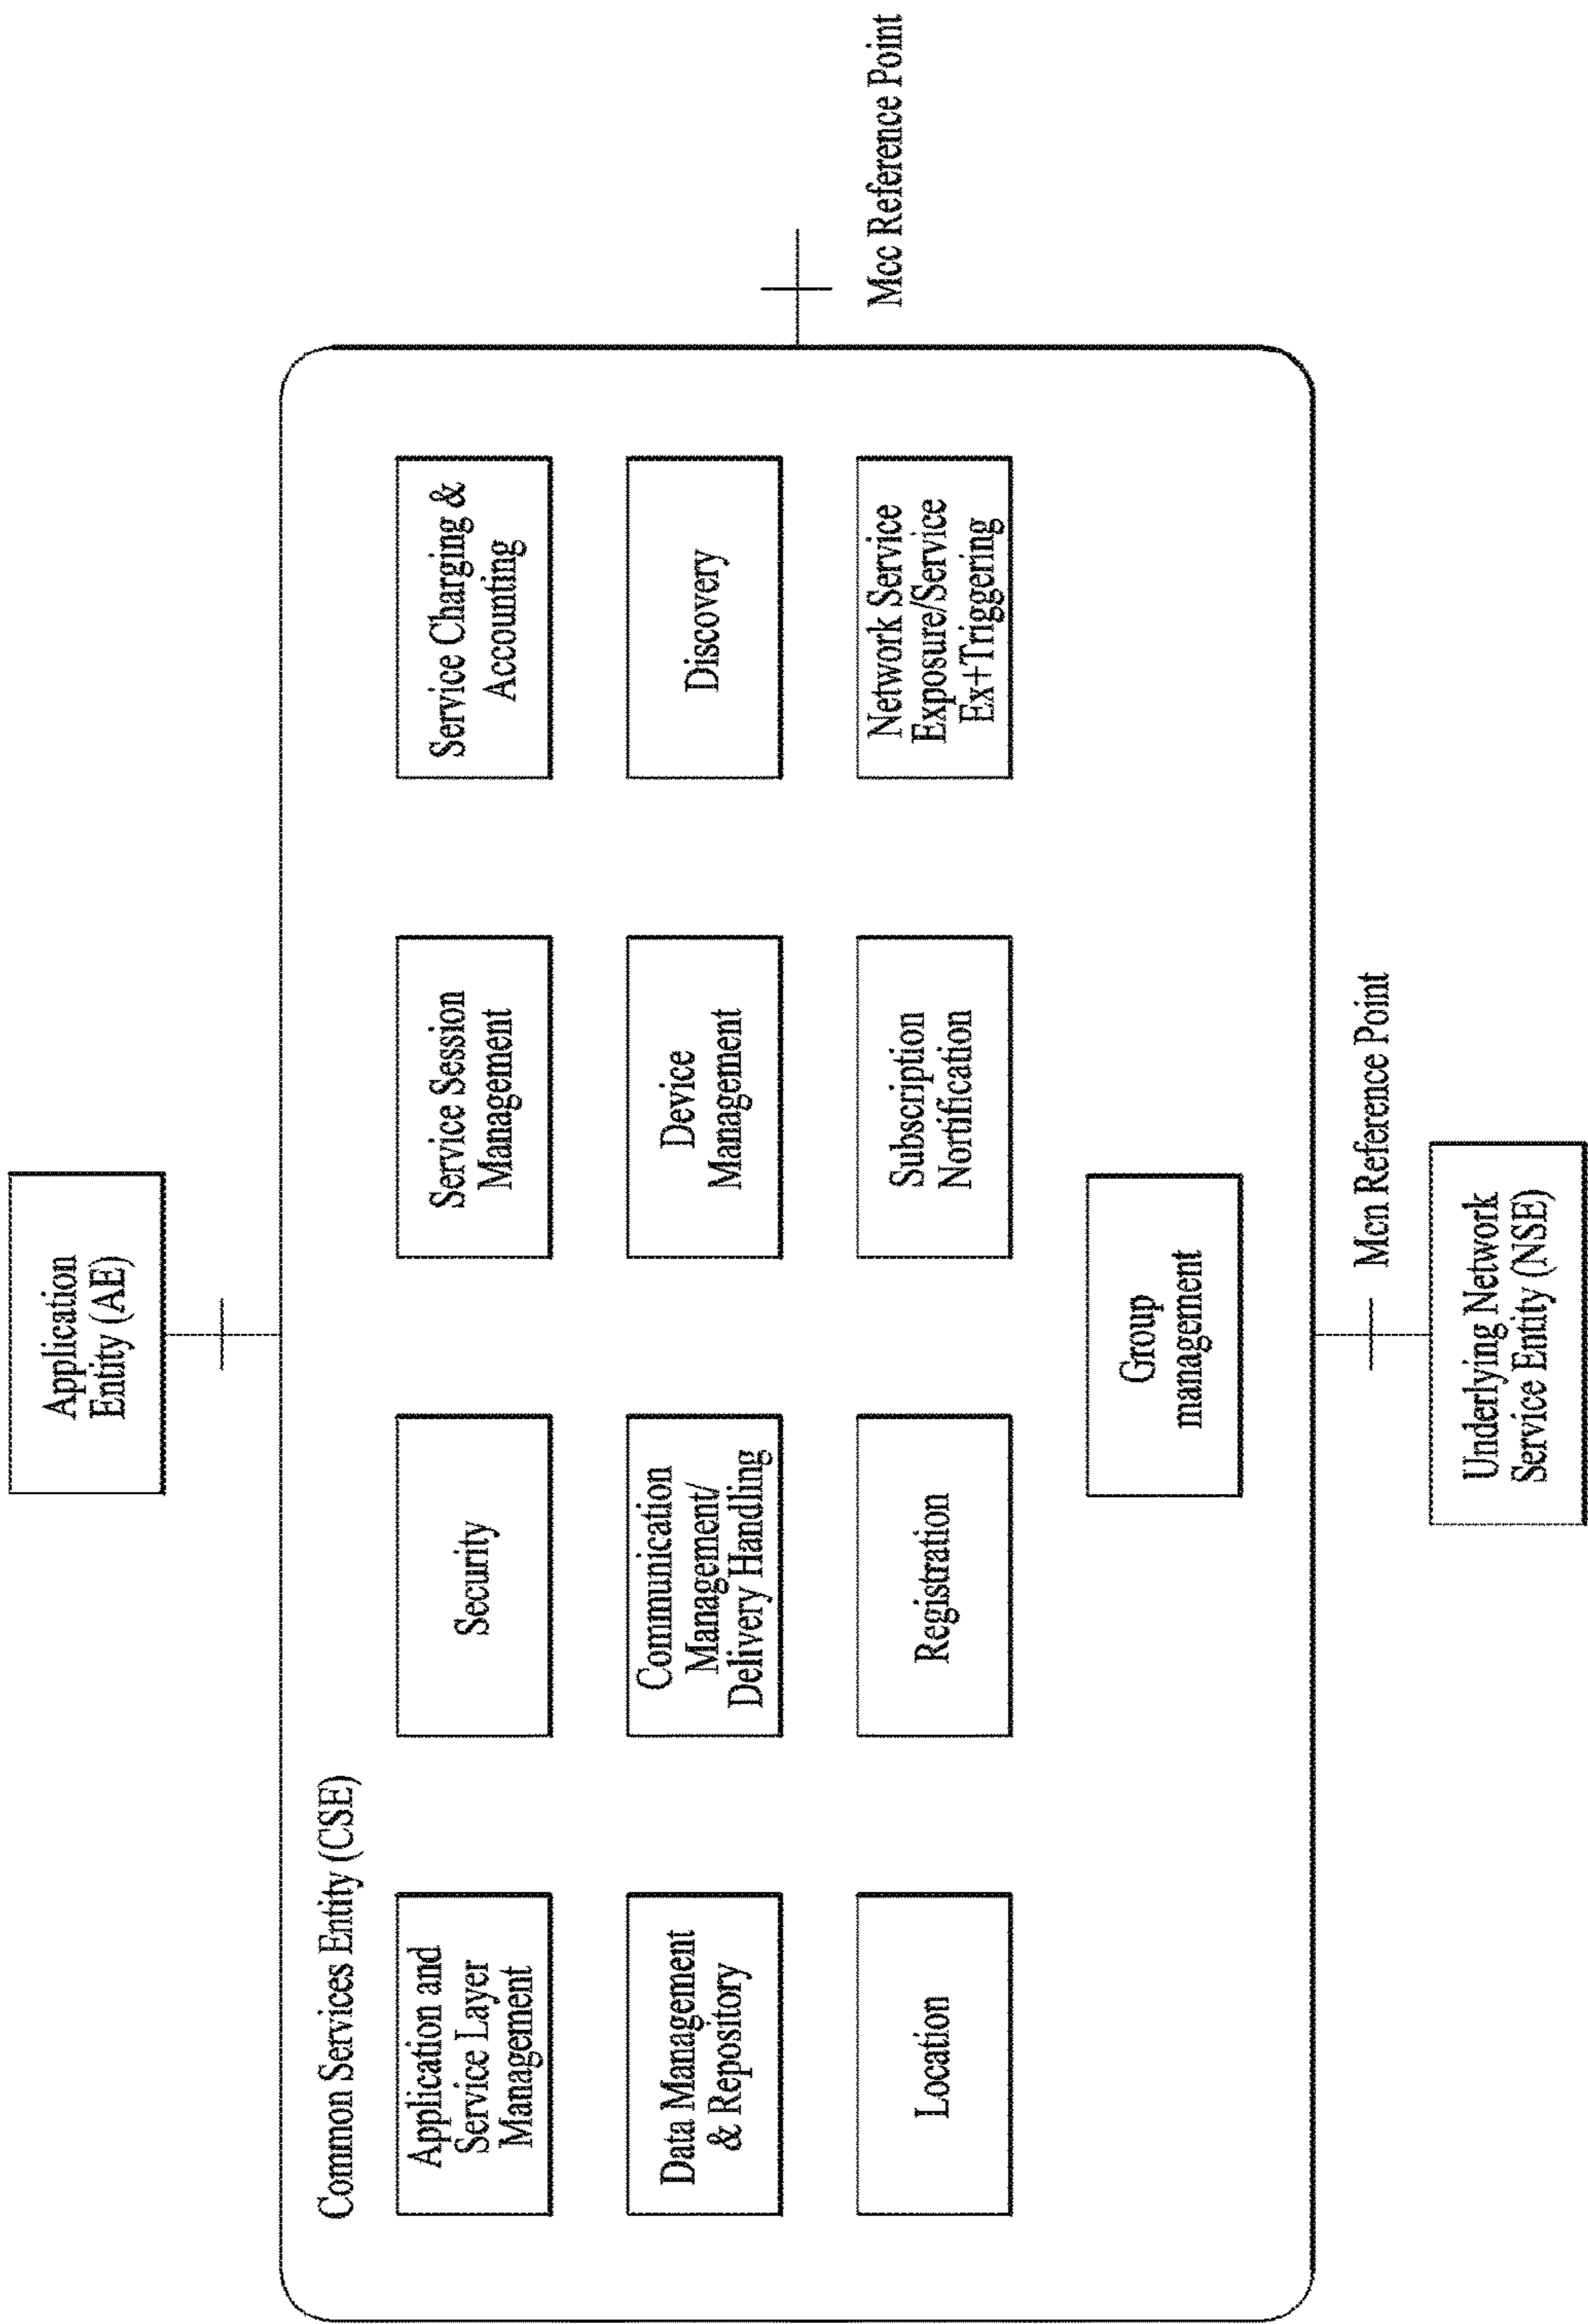 Application
Entity (AE)
Common Services Entity (CSE)
Application and
Service Layer
Management
Security
Service Session
Management
Service Charging &
Accounting
Data Management
& Repository
Communication
Management/
Delivery Handling
Device
Management
Discovery
Location
Registration
Subscription
Nortification
Network Service
Exposure/Service
Ex+Triggering
Group
management
Mcc Reference Point
Mcn Reference Point
Underlying Network
Service Entity (NSE)